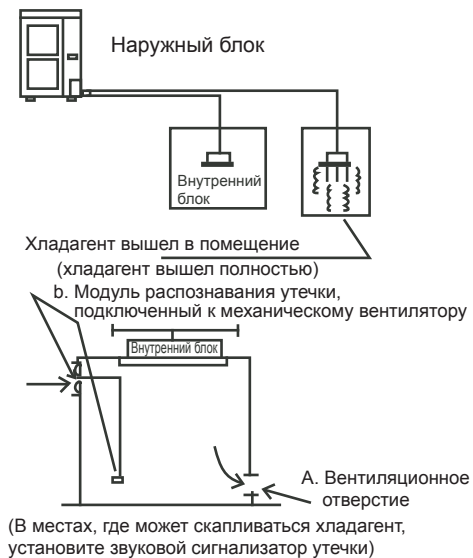 Наружный блок
Внутренний
блок
Хладагент вышел в помещение
(хладагент вышел полностью)
b. Модуль распознавания утечки,
подключенный к механическому вентилятору
Внутренний блок
A. Вентиляционное
отверстие
(В местах, где может скапливаться хладагент,
установите звуковой сигнализатор утечки)